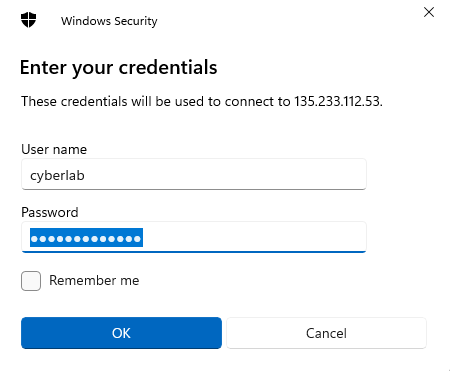 Windows Security
Enter your credentials
These credentials will be used to connect to 135.233.112.53.
User name
cyberlab
Password
●●●●●●●●●●●●●
Remember me
OK
Cancel